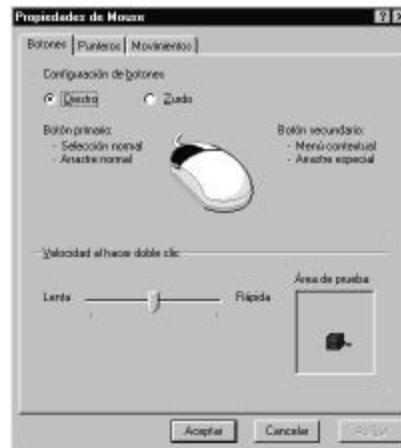 Propiedades de Mouse
Botones Punteros Movimientos
Configuración de botones
Diestro Zurdo
Botón primario:
- Selección normal
- Arrastre normal
Botón secundario:
- Menú contextual
- Arrastre especial
Velocidad al hacer doble clic
Lenta Rápida
Área de prueba:
Aceptar Cancelar